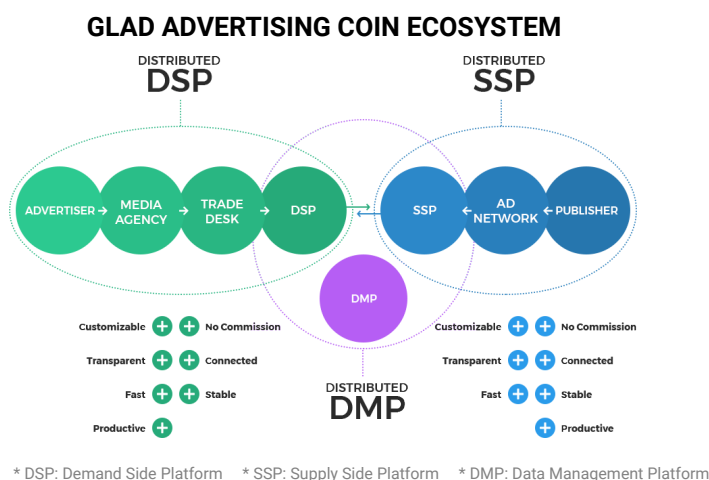 GLAD ADVERTISING COIN ECOSYSTEM
DISTRIBUTED
DSP
DISTRIBUTED
SSP
ADVERTISER
MEDIA
AGENCY
TRADE
DESK
DSP
SSP
AD
NETWORK
PUBLISHER
DMP
Customizable
No Commission
Transparent
Connected
Fast
Stable
Productive
DISTRIBUTED
DMP
Customizable
No Commission
Transparent
Connected
Fast
Stable
Productive
* DSP: Demand Side Platform
* SSP: Supply Side Platform
* DMP: Data Management Platform